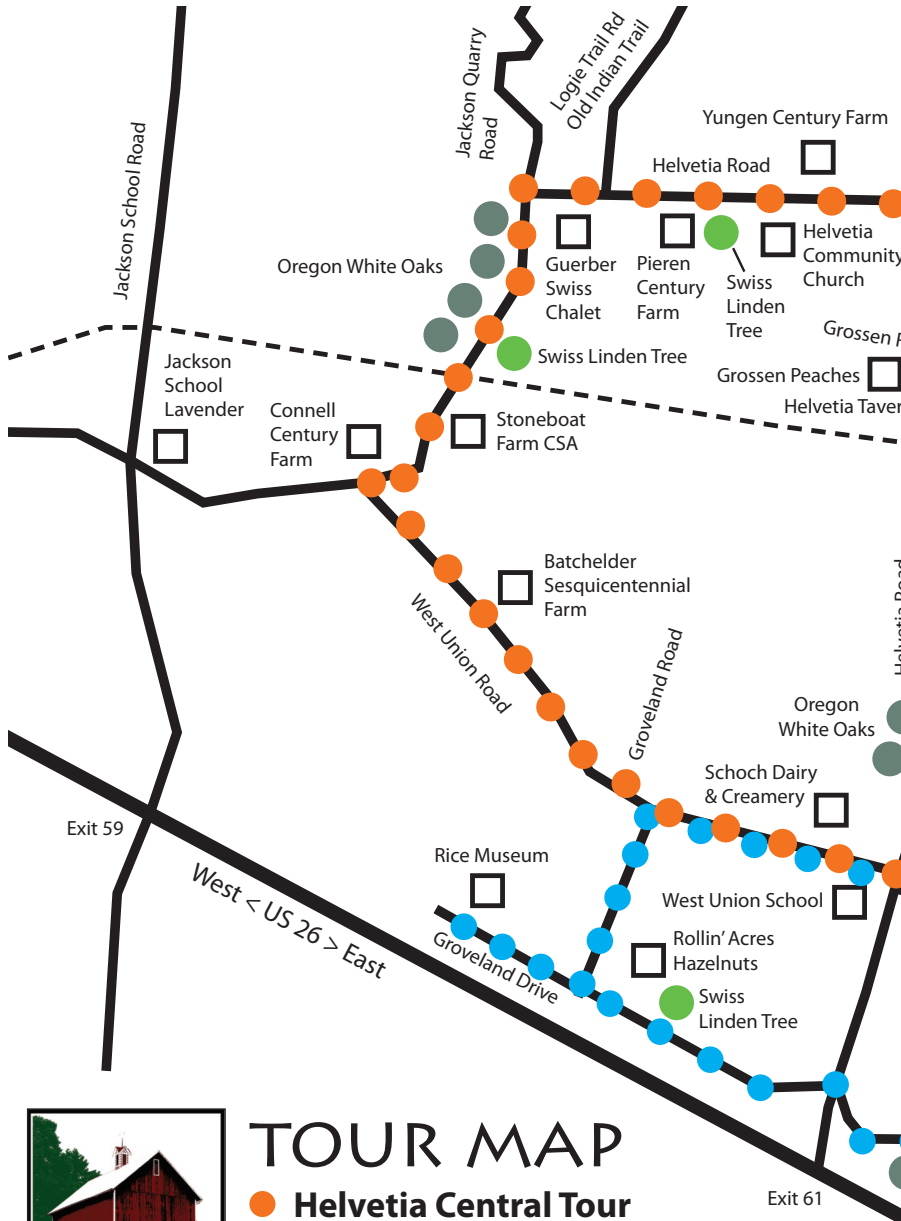 Jackson School Road
Jackson Quarry
Road
Logie Trail Rd
Old Indian Trail
Yungen Century Farm
Helvetia Road
Oregon White Oaks
Guerber
Swiss
Chalet
Pieren
Century
Farm
Swiss
Linden
Tree
Helvetia
Community
Church
Grossen
Swiss Linden Tree
Grossen Peaches
Helvetia Taver
Jackson
School
Lavender
Connell
Century
Farm
Stoneboat
Farm CSA
Batchelder
Sesquicentennial
Farm
West Union Road
Groveland Road
Helvetia Road
Oregon
White Oaks
Schoch Dairy
& Creamery
Exit 59
West < US 26 > East
Rice Museum
West Union School
Groveland Drive
Rollin' Acres
Hazelnuts
Swiss
Linden Tree
TOUR MAP
Helvetia Central Tour
Exit 61